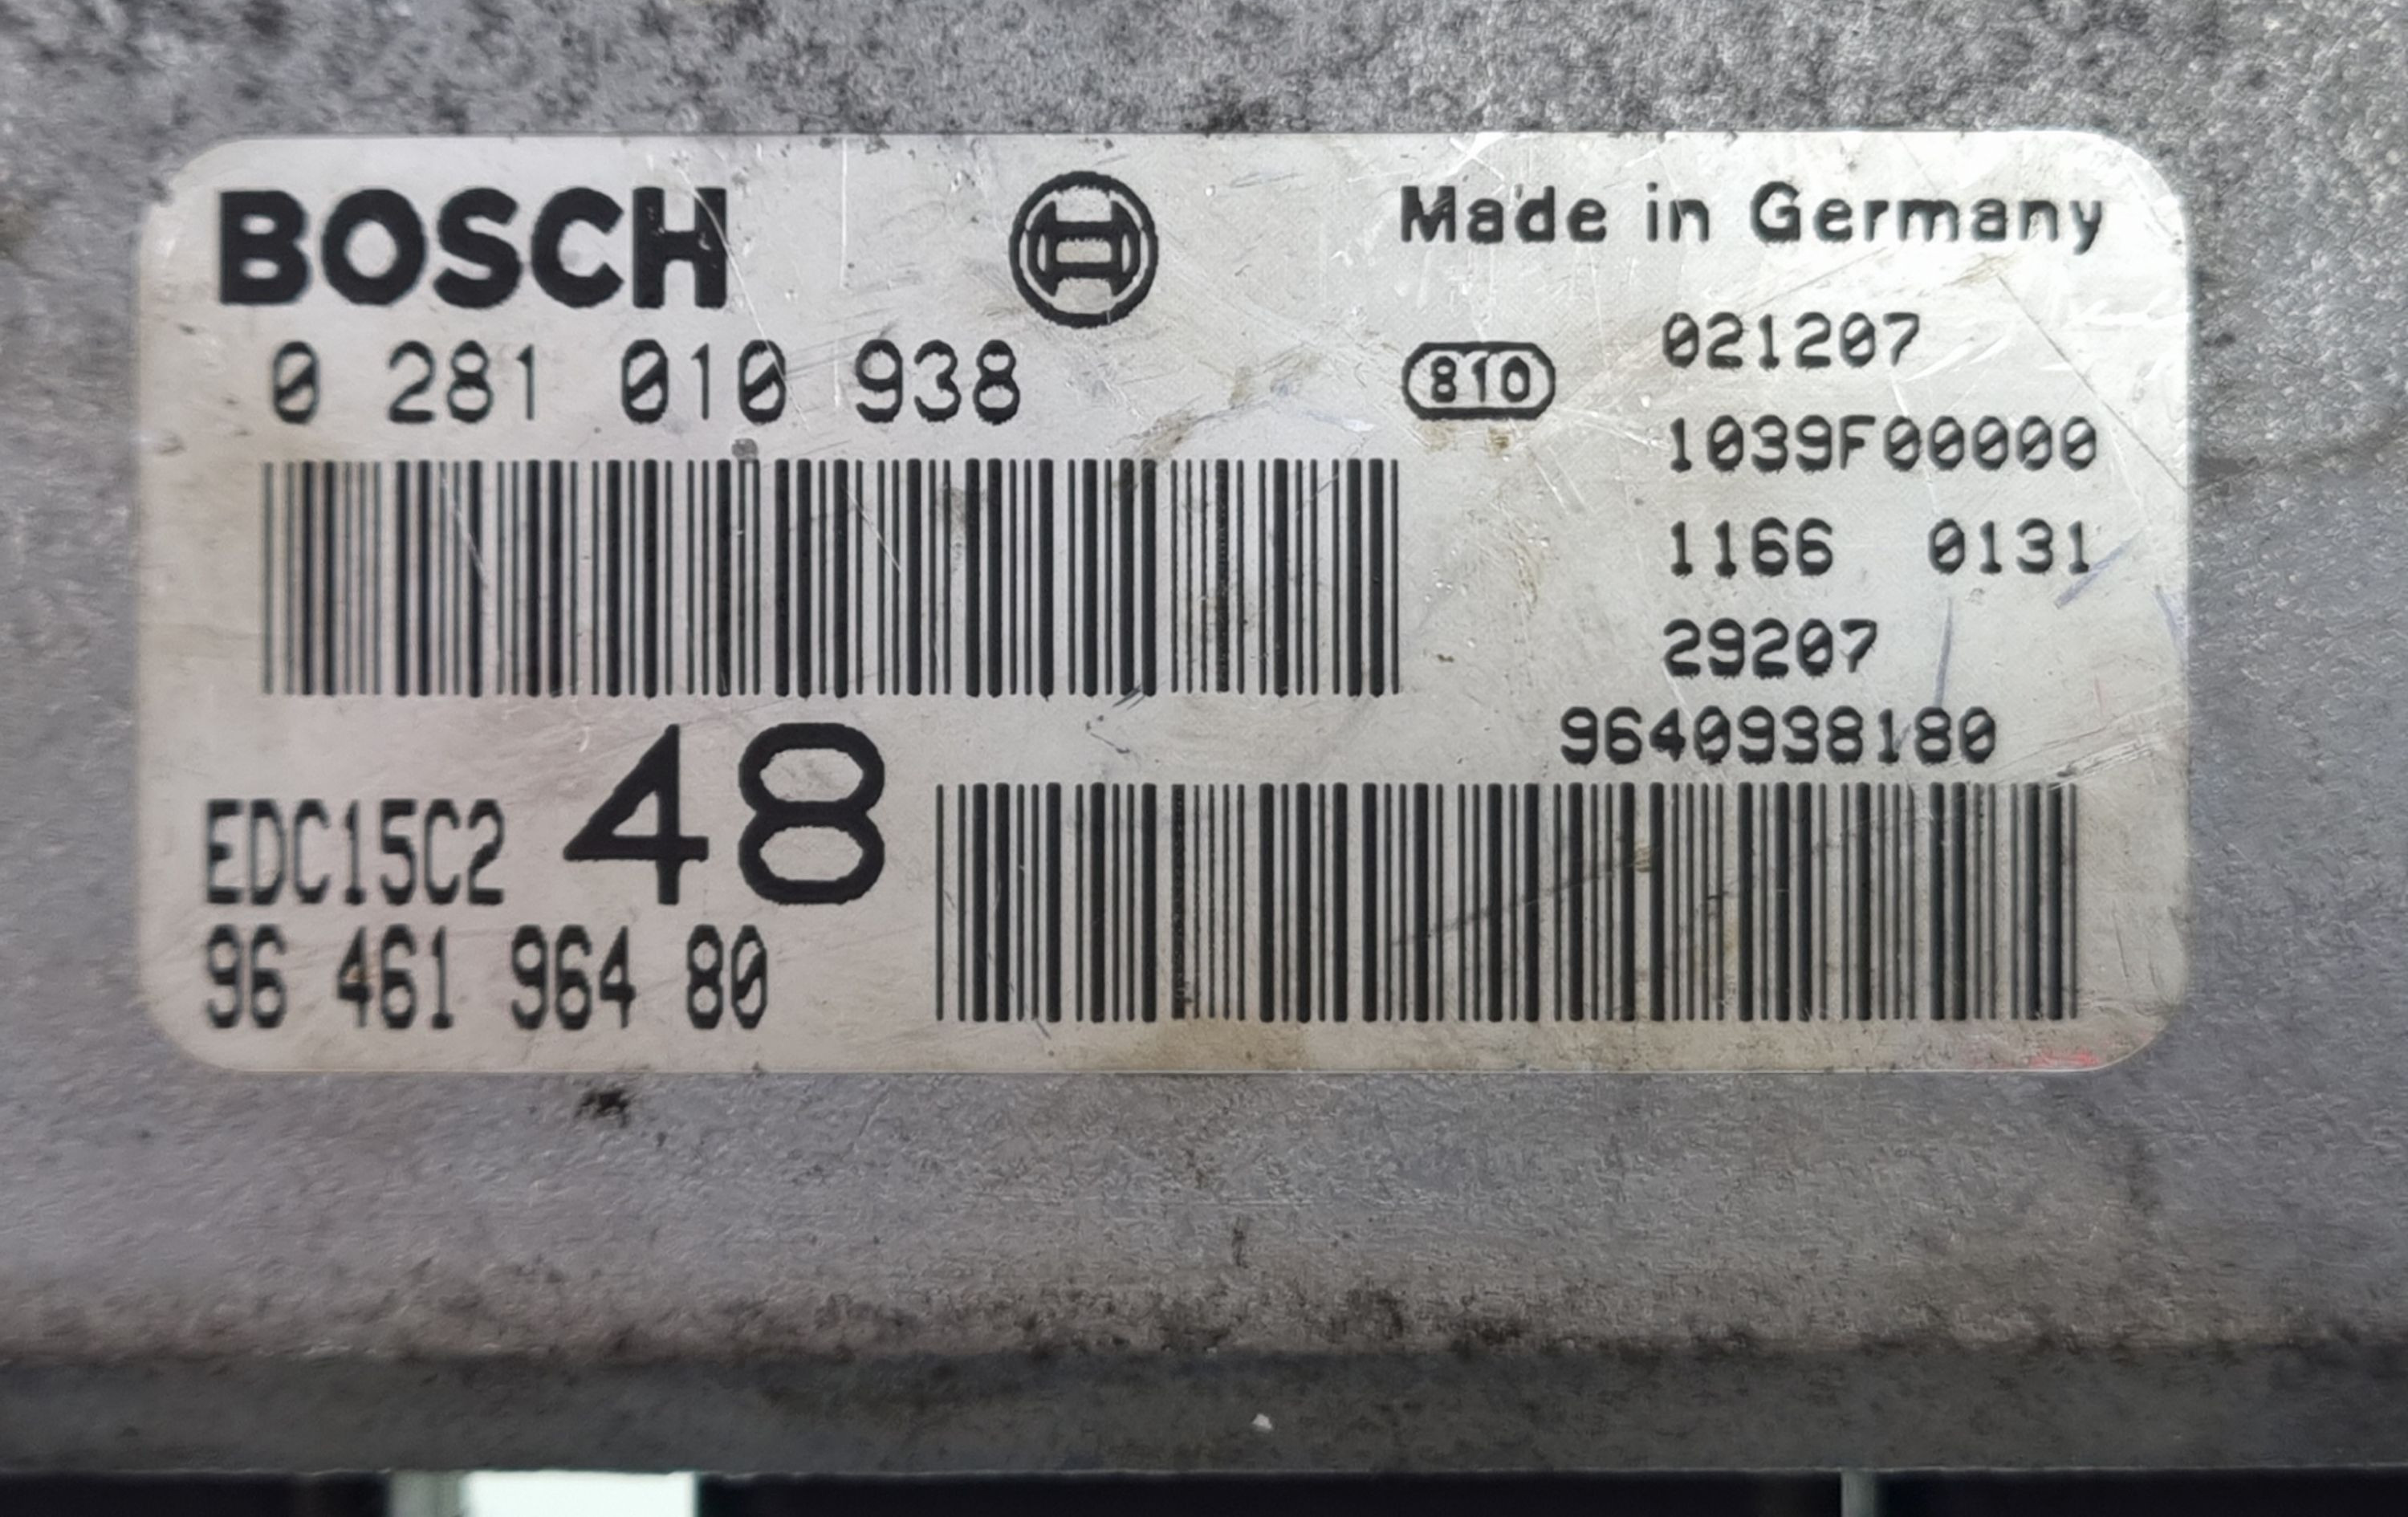 BOSCH
Made in Germany
0 281 010 938
810
021207
1039F00000
1166 0131
29207
9640938180
EDC15C2 48
96 461 964 80